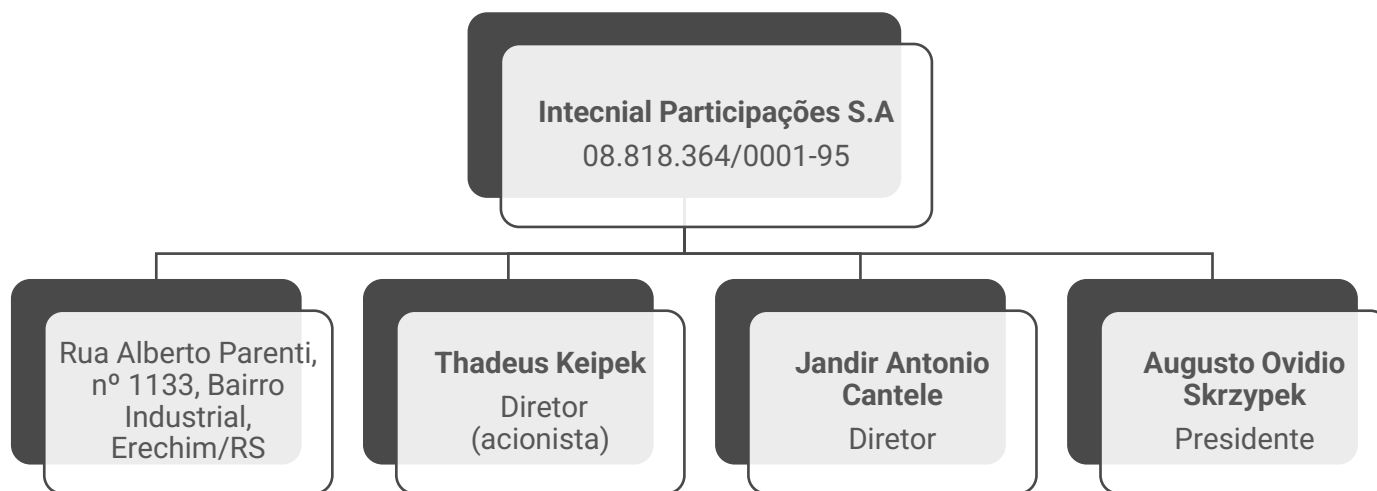 Intecnial Participações S.A
08.818.364/0001-95
Rua Alberto Parenti,
nº 1133, Bairro
Industrial,
Erechim/RS
Thadeus Keipek
Diretor
(acionista)
Jandir Antonio
Cantele
Diretor
Augusto Ovidio
Skrzypek
Presidente